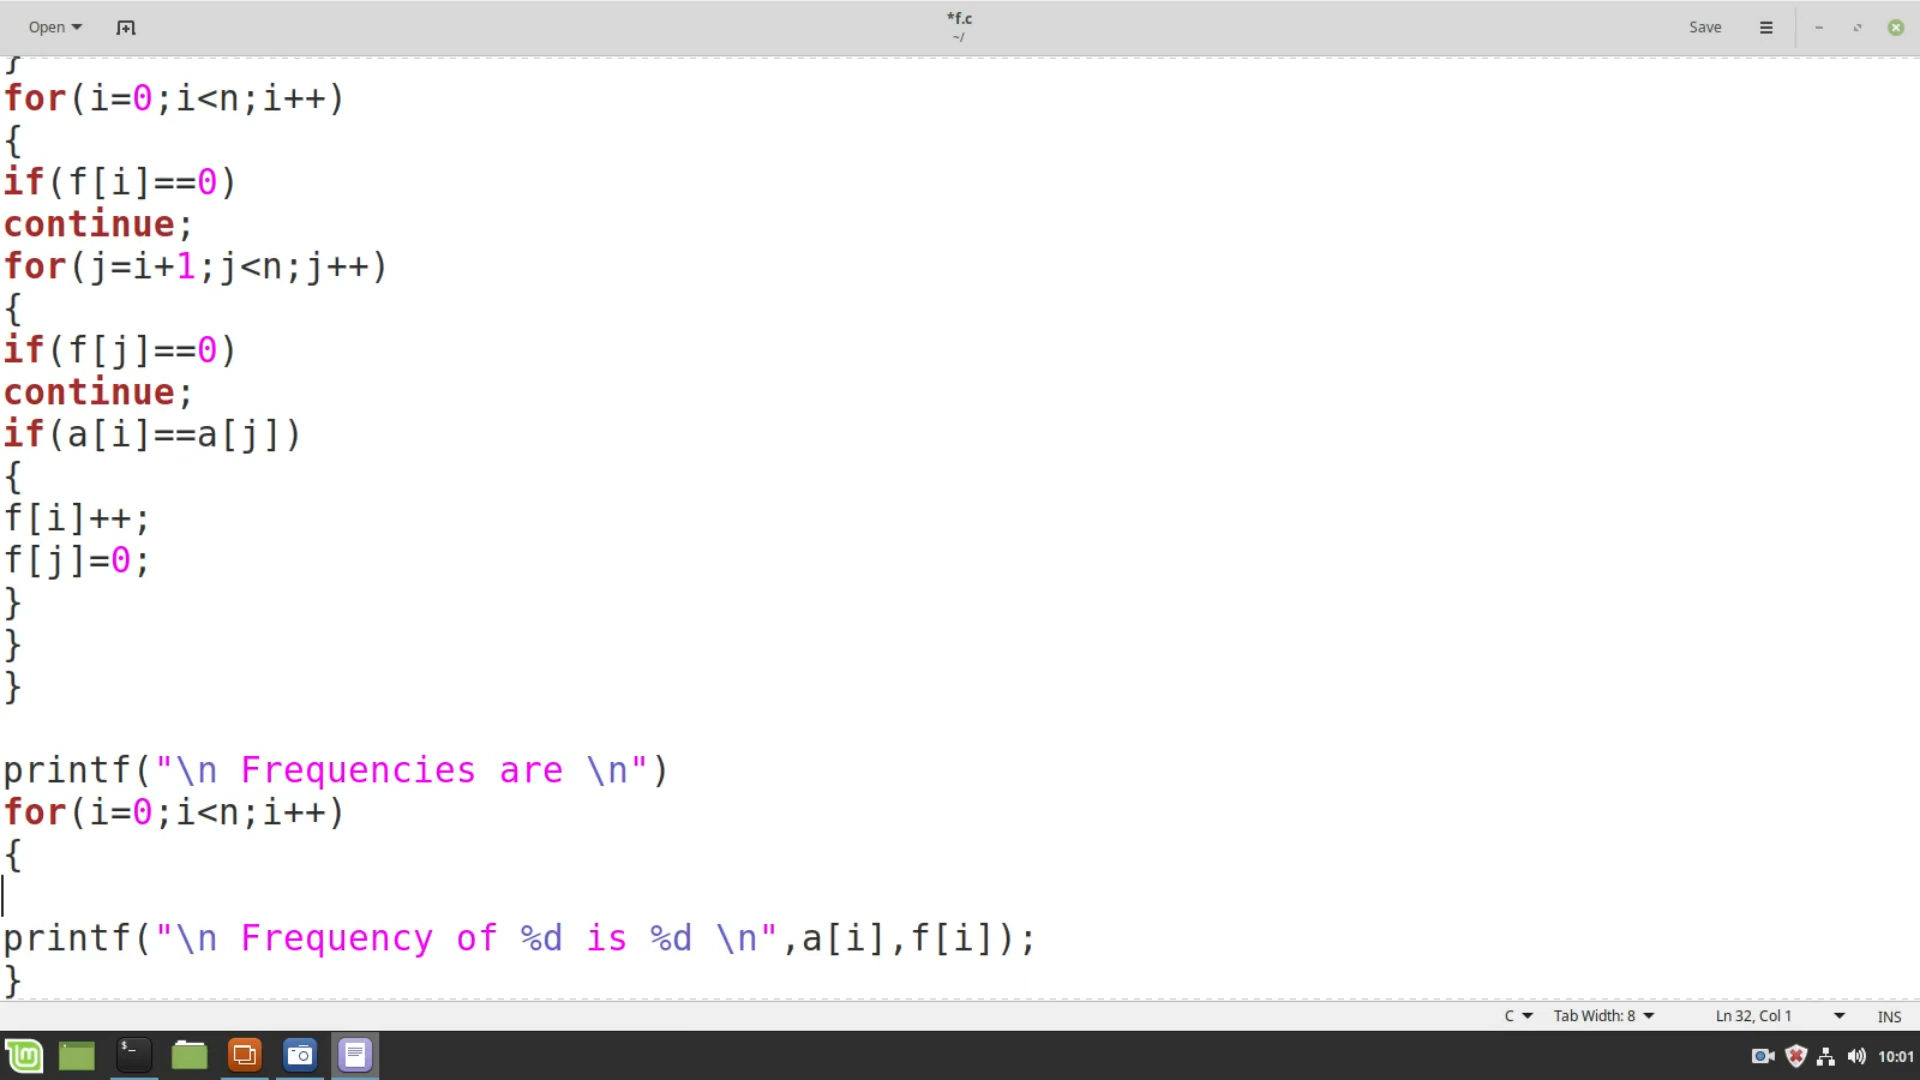 Open
*f.c
~/
Save
}
for(i=0;i<n;i++)
{
if(f[i]==0)
continue;
for(j=i+1;j<n;j++)
{
if(f[j]==0)
continue;
if(a[i]==a[j])
{
f[i]++;
f[j]=0;
}
}
}
printf("\n Frequencies are \n")
for(i=0;i<n;i++)
{
printf("\n Frequency of %d is %d \n",a[i],f[i]);
}
C Tab Width: 8 Ln 32, Col 1 INS
10:01